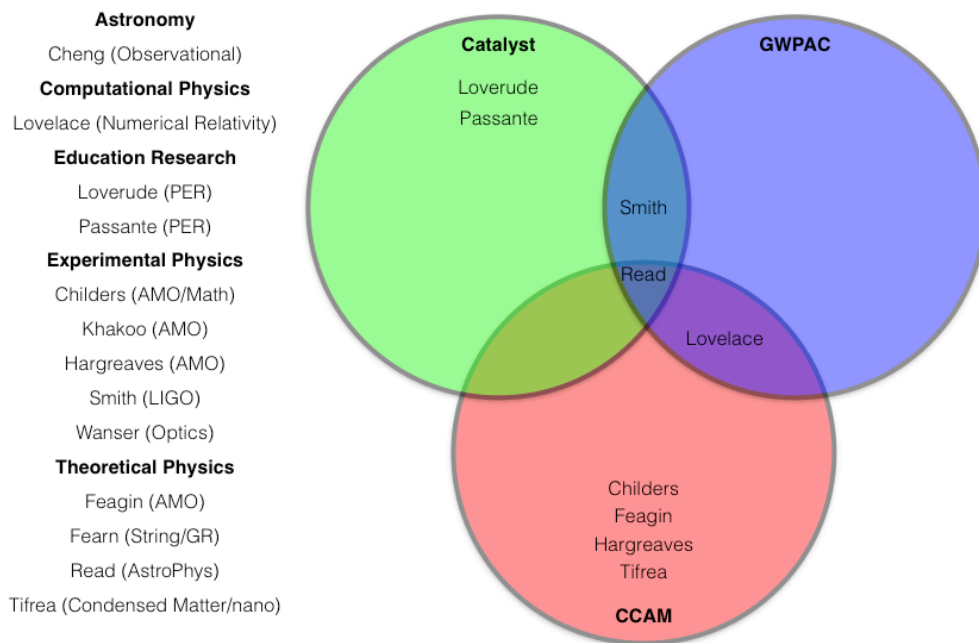 Astronomy
Cheng (Observational)
Computational Physics
Lovelace (Numerical Relativity)
Education Research
Loverude (PER)
Passante (PER)
Experimental Physics
Childers (AMO/Math)
Khakoo (AMO)
Hargreaves (AMO)
Smith (LIGO)
Wanser (Optics)
Theoretical Physics
Feagin (AMO)
Fearn (String/GR)
Read (AstroPhys)
Tifrea (Condensed Matter/nano)
Catalyst
Loverude
Passante
GWPAC
Smith
Read
Lovelace
Childers
Feagin
Hargreaves
Tifrea
CCAM